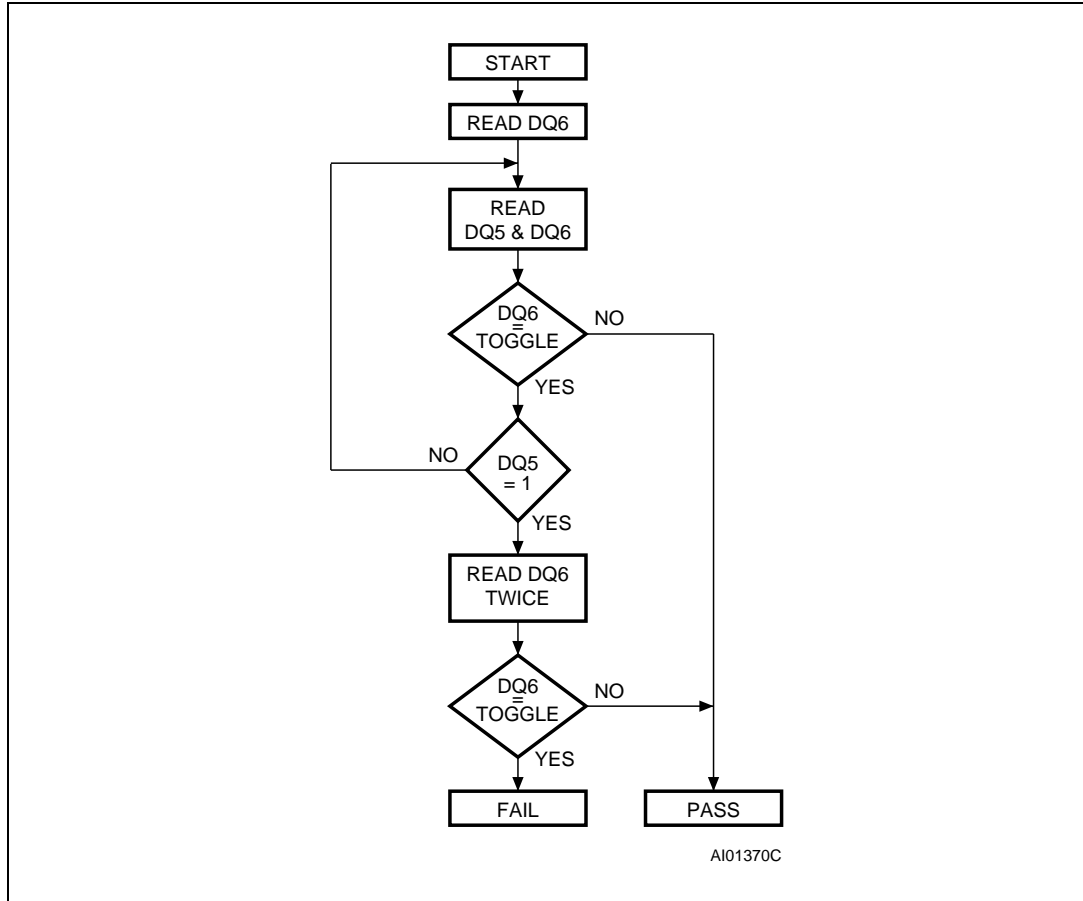 START
READ DQ6
READ
DQ5 & DQ6
DQ6
=
TOGGLE
NO
YES
NO
DQ5
= 1
YES
READ DQ6
TWICE
DQ6
=
TOGGLE
NO
YES
FAIL
PASS
AI01370C